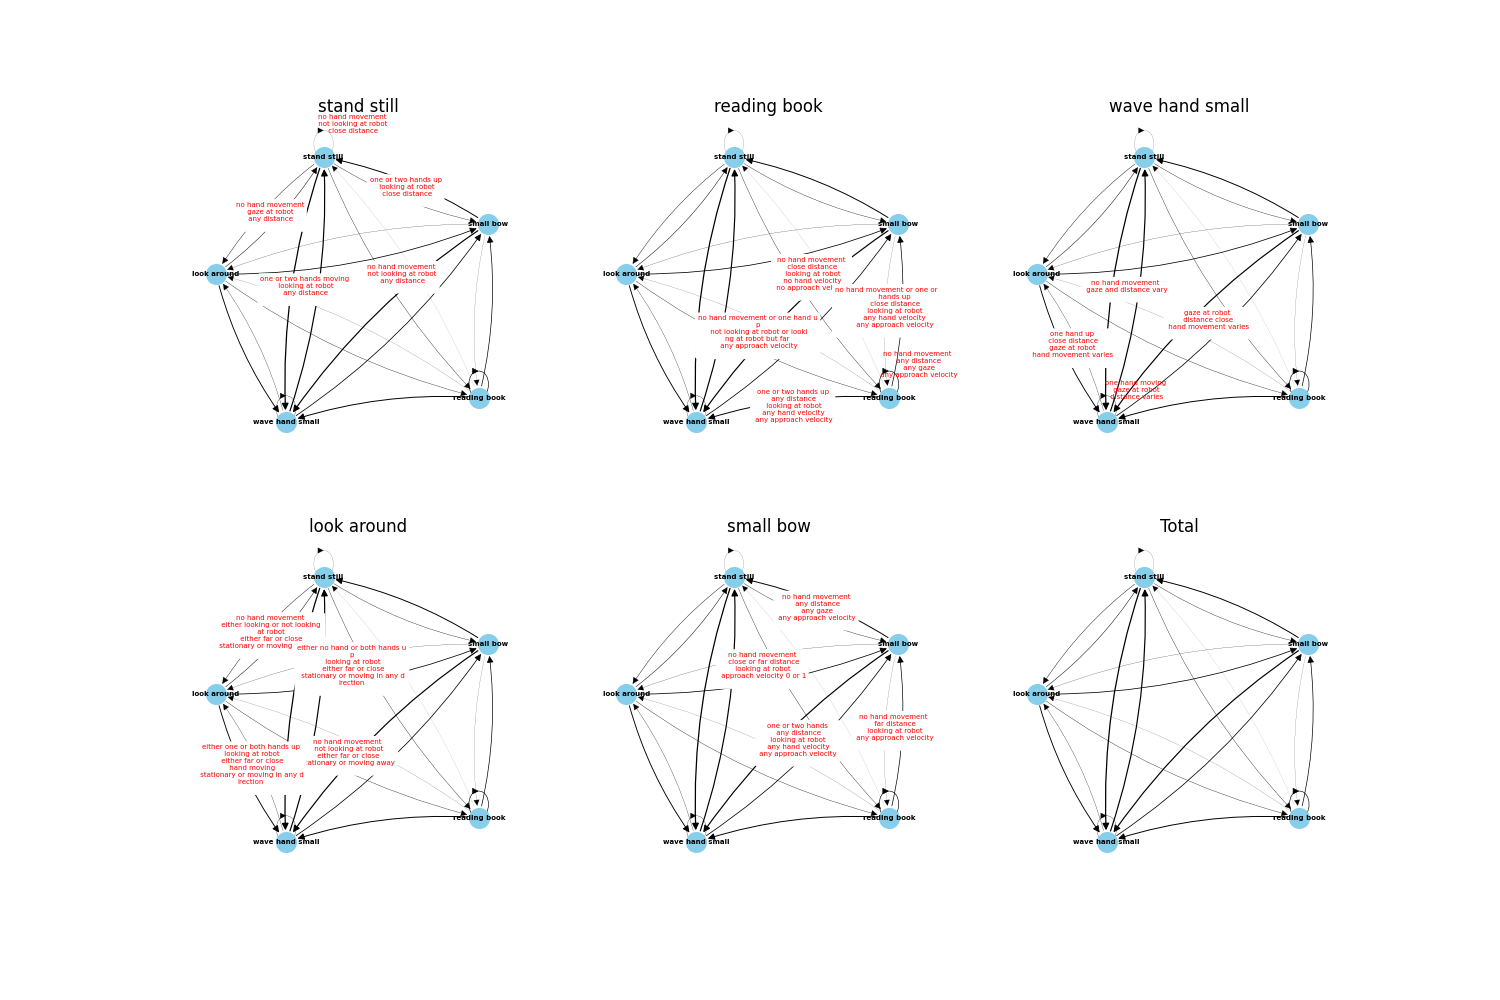 stand still
no hand movement
not looking at robot
close distance
stand still
one or two hands up
looking at robot
close distance
no hand movement
gaze at robot
any distance
small bow
look around
no hand movement
not looking at robot
any distance
one or two hands moving
looking at robot
any distance
reading book
wave hand small
reading book
stand still
small bow
look around
no hand movement
close distance
looking at robot
no hand velocity
no approach vel
no hand movement or one or
hands up
close distance
looking at robot
any hand velocity
any approach velocity
no hand movement or one hand u
p
not looking at robot or looki
ng at robot but far
any approach velocity
no hand movement
any distance
any gaze
any approach velocity
one or two hands up
any distance
looking at robot
any hand velocity
any approach velocity
reading book
wave hand small
wave hand small
stand still
small bow
look around
no hand movement
gaze and distance vary
gaze at robot
distance close
hand movement varies
one hand up
close distance
gaze at robot
hand movement varies
one hand moving
gaze at robot
distance varies
reading book
wave hand small
look around
stand still
no hand movement
either looking or not looking
at robot
either far or close
stationary or moving
either no hand or both hands u
p
looking at robot
either far or close
stationary or moving in any d
irection
small bow
look around
either one or both hands up
looking at robot
either far or close
hand moving
stationary or moving in any d
irection
no hand movement
not looking at robot
either far or close
tationary or moving away
reading book
wave hand small
small bow
stand still
no hand movement
any distance
any gaze
any approach velocity
small bow
no hand movement
close or far distance
looking at robot
approach velocity 0 or 1
look around
one or two hands
any distance
looking at robot
any hand velocity
any approach velocity
no hand movement
far distance
looking at robot
any approach velocity
reading book
wave hand small
Total
stand still
small bow
look around
reading book
wave hand small